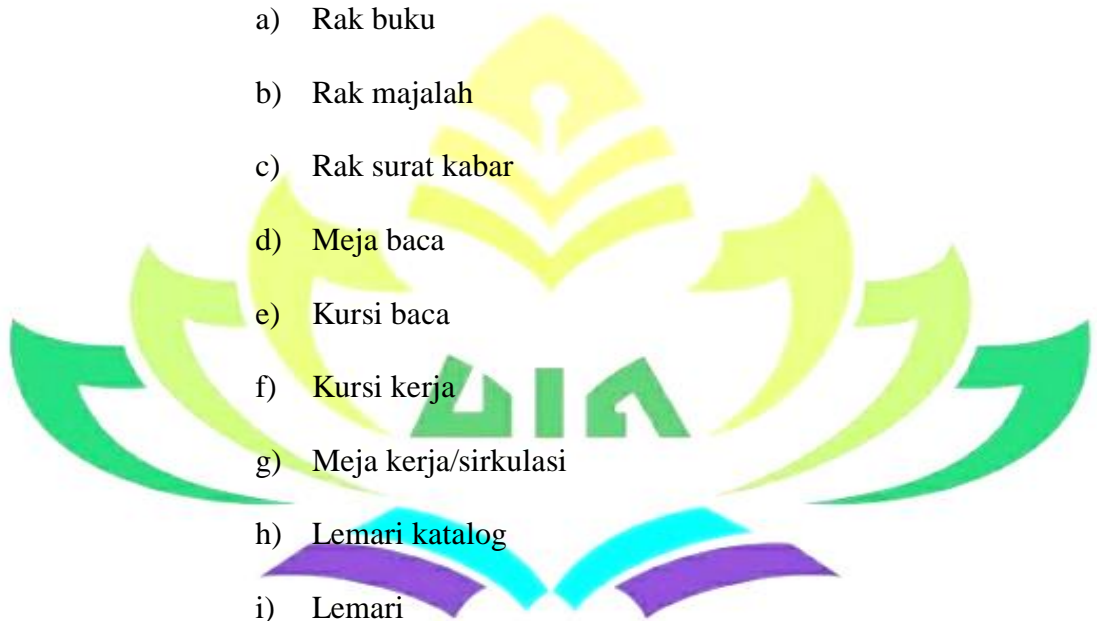 a) Rak buku
b) Rak majalah
c) Rak surat kabar
d) Meja baca
e) Kursi baca
f) Kursi kerja
g) Meja kerja/sirkulasi
h) Lemari katalog
i) Lemari